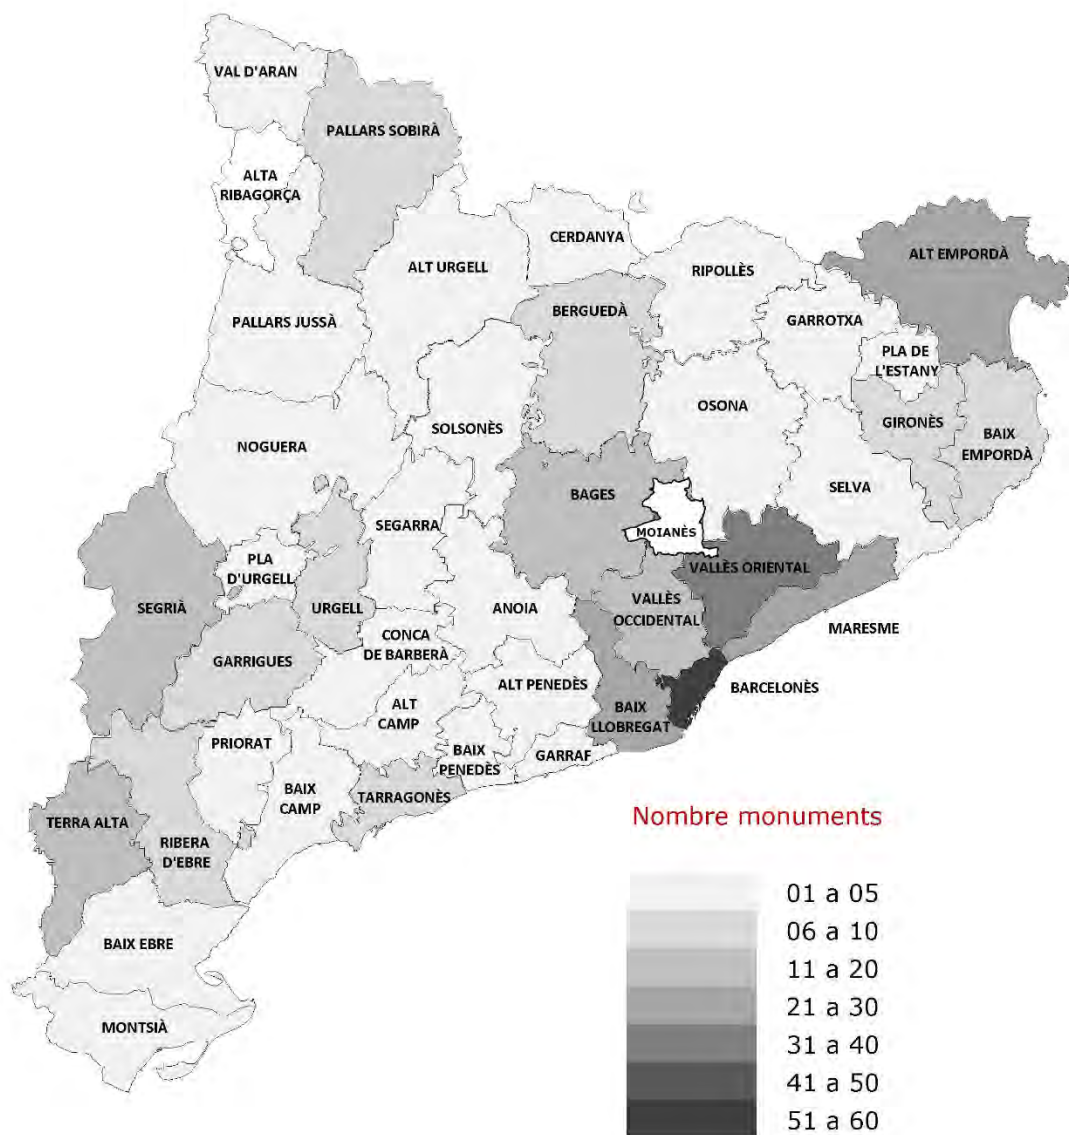 VAL D'ARAN
PALLARS SOBIRÀ
ALTA
RIBAGORÇA
CERDANYA
ALT URGELL
RIPOLLÈS
ALT EMPORDÀ
PALLARS JUSSÀ
BERGUEDÀ
GARROTXA
PLA DE
L'ESTANY
OSONA
GIRONÈS
SOLSONÈS
BAIX
EMPORDÀ
NOGUERA
SELVA
BAGES
SEGARRA
MOIANÈS
PLA
D'URGELL
VALLÈS ORIENTAL
SEGRIÀ
URGELL
ANOIA
VALLÈS
OCCIDENTAL
MARESME
CONCA
DE BARBERÀ
GARRIGUES
ALT PENEDÈS
BARCELONÈS
ALT
CAMP
BAIX
LLOBREGAT
PRIORAT
BAIX
PENEDÈS
GARRAF
BAIX
CAMP
TARRAGONÈS
TERRA ALTA
RIBERA
D'EBRE
BAIX EBRE
MONTSIÀ
Nombre monuments
01 a 05
06 a 10
11 a 20
21 a 30
31 a 40
41 a 50
51 a 60